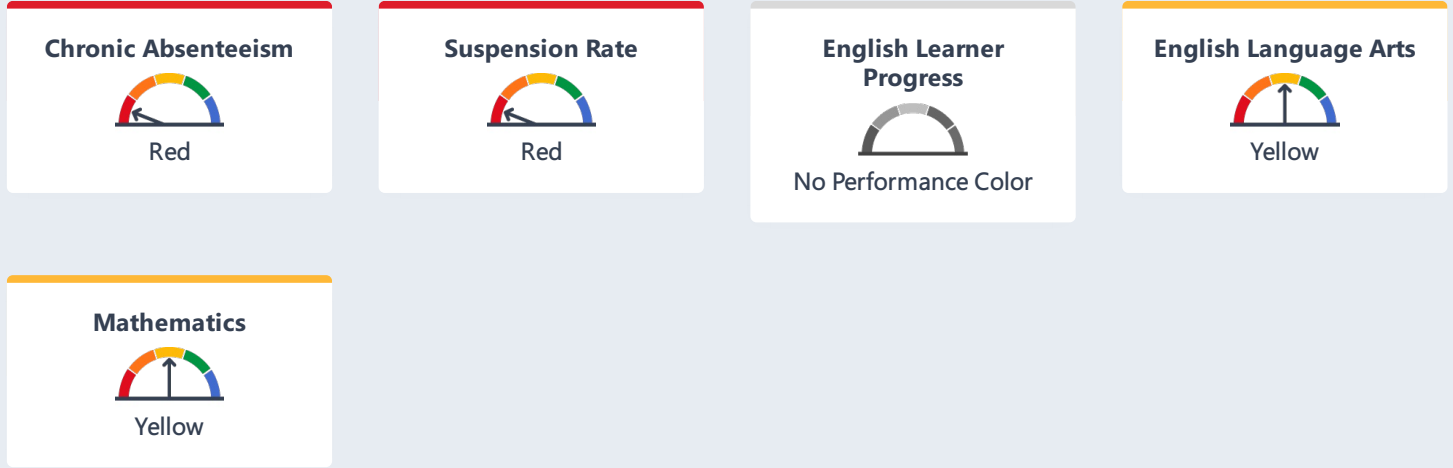 Chronic Absenteeism
Red
Suspension Rate
Red
English Learner
Progress
No Performance Color
English Language Arts
Yellow
Mathematics
Yellow